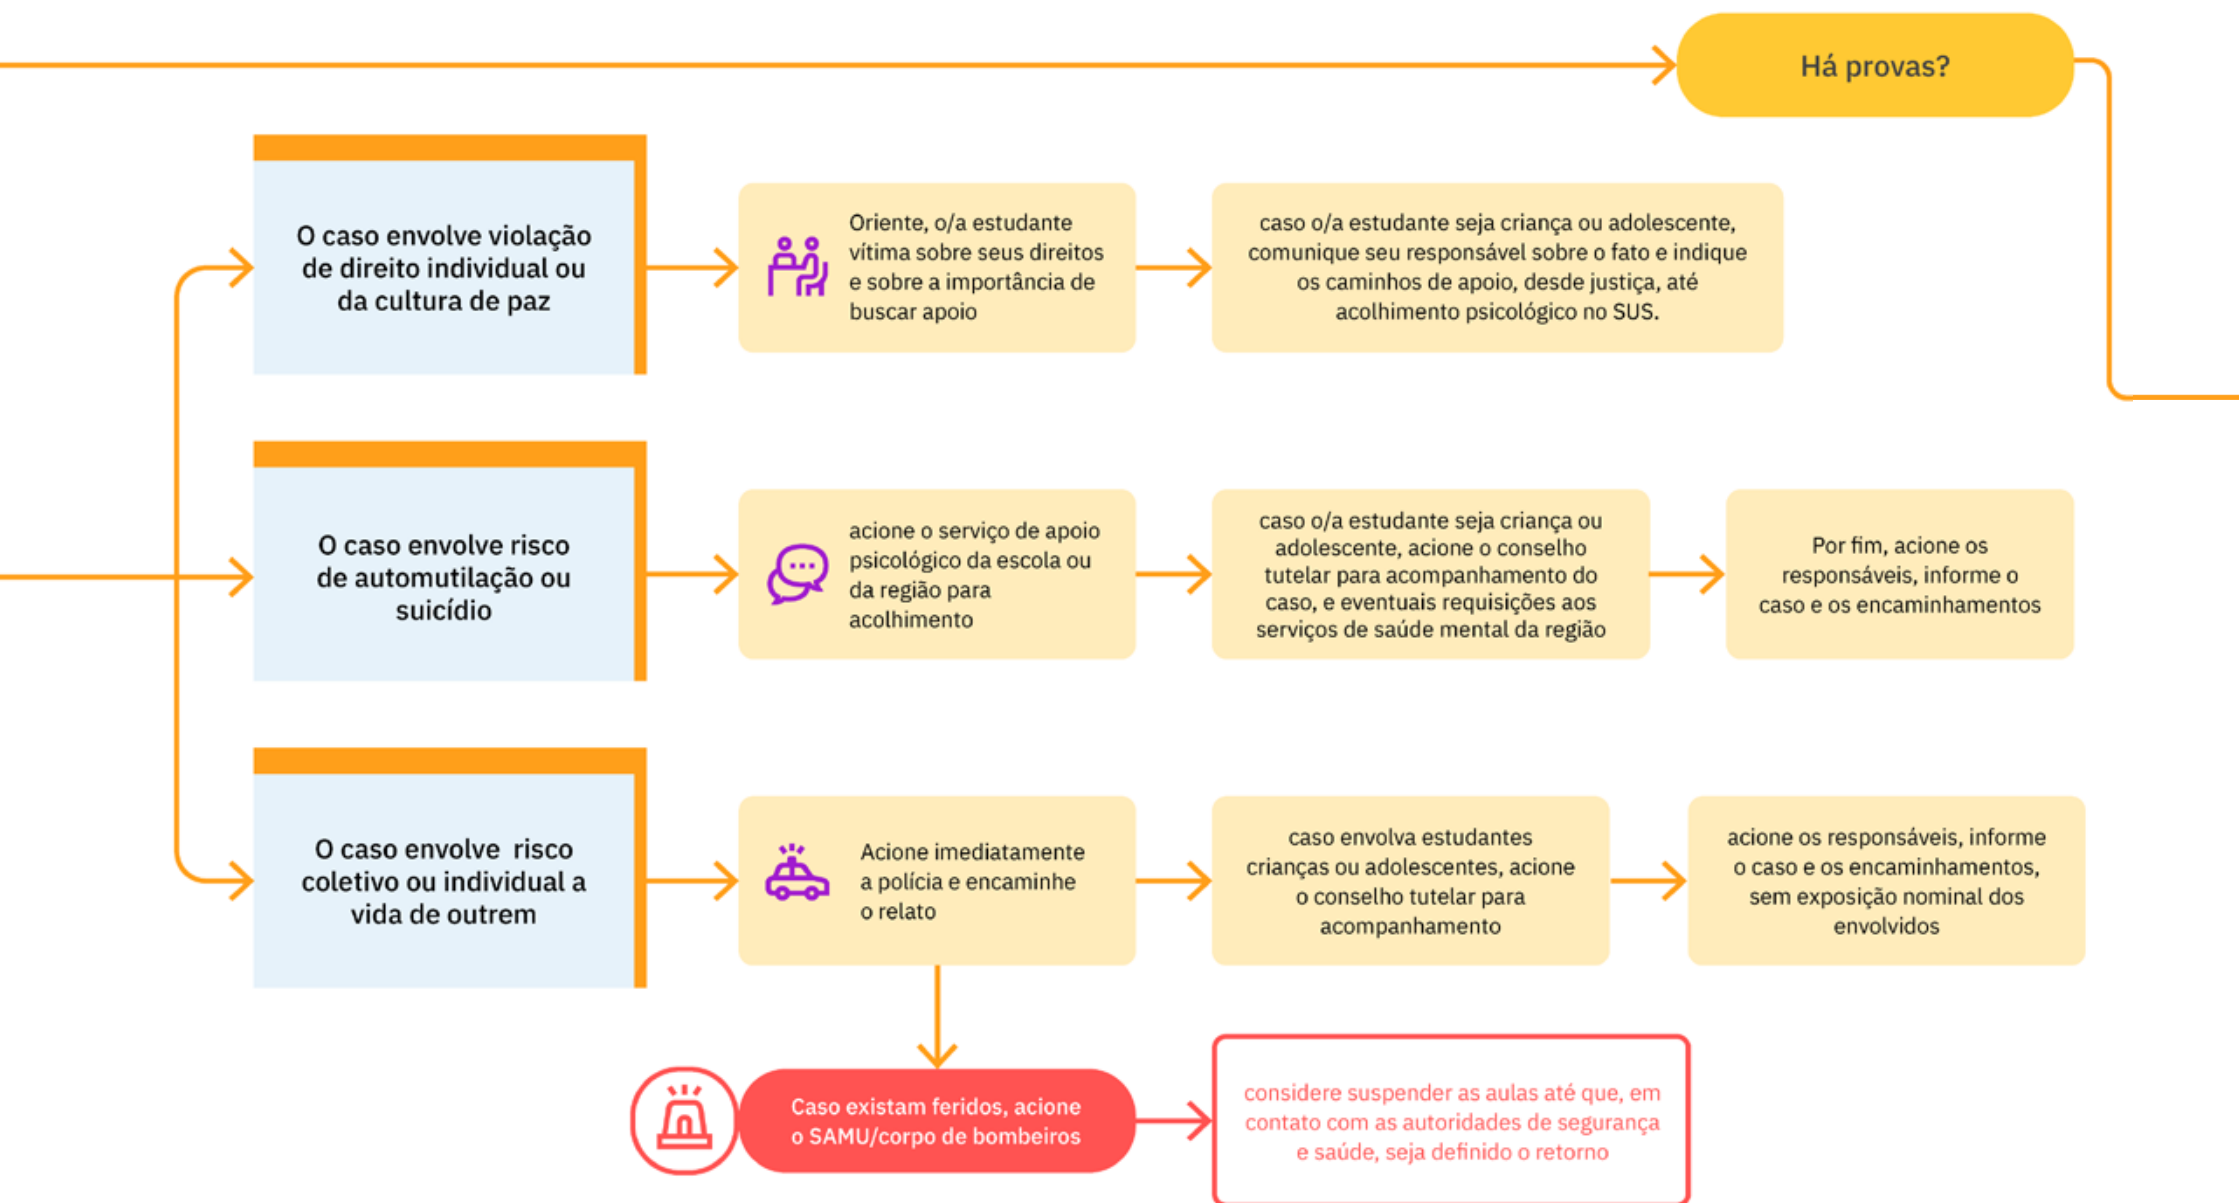 Há provas?
O caso envolve violação
de direito individual ou
da cultura de paz
Oriente, o/a estudante
vítima sobre seus direitos
e sobre a importância de
buscar apoio
caso o/a estudante seja criança ou adolescente,
comunique seu responsável sobre o fato e indique
os caminhos de apoio, desde justiça, até
acolhimento psicológico no SUS.
O caso envolve risco
de automutilação ou
suicídio
acione o serviço de apoio
psicológico da escola ou
da região para
acolhimento
caso o/a estudante seja criança ou
adolescente, acione o conselho
tutelar para acompanhamento do
caso, e eventuais requisições aos
serviços de saúde mental da região
Por fim, acione os
responsáveis, informe o
caso e os encaminhamentos
O caso envolve risco
coletivo ou individual a
vida de outrem
Acione imediatamente
a polícia e encaminhe
o relato
caso envolva estudantes
crianças ou adolescentes, acione
o conselho tutelar para
acompanhamento
acione os responsáveis, informe
o caso e os encaminhamentos,
sem exposição nominal dos
envolvidos
Caso existam feridos, acione
o SAMU/corpo de bombeiros
considere suspender as aulas até que, em
contato com as autoridades de segurança
e saúde, seja definido o retorno